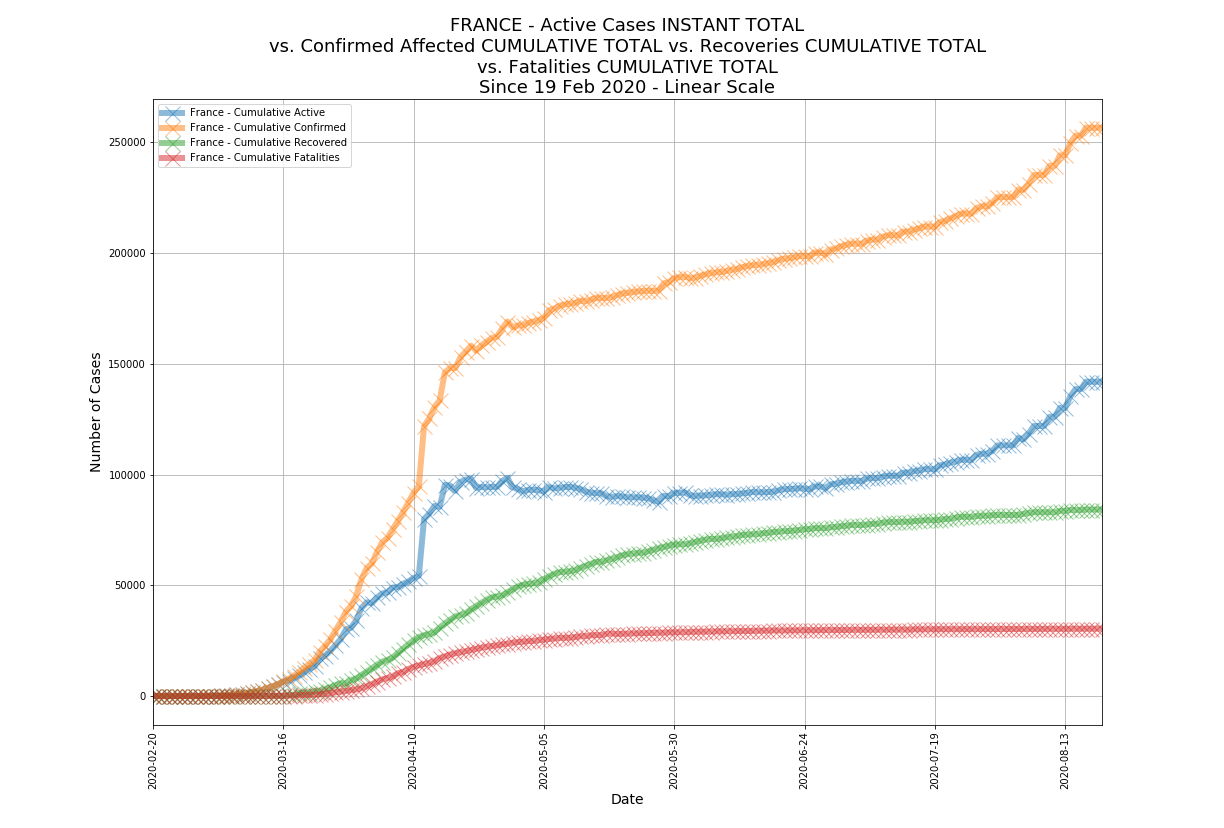 FRANCE - Active Cases INSTANT TOTAL
vs. Confirmed Affected CUMULATIVE TOTAL vs. Recoveries CUMULATIVE TOTAL
vs. Fatalities CUMULATIVE TOTAL
Since 19 Feb 2020 - Linear Scale
France - Cumulative Active
France - Cumulative Confirmed
France - Cumulative Recovered
France - Cumulative Fatalities
Number of Cases
250000
200000
150000
100000
50000
0
2020-02-20
2020-03-16
2020-04-10
2020-05-05
2020-05-30
2020-06-24
2020-07-19
2020-08-13
Date